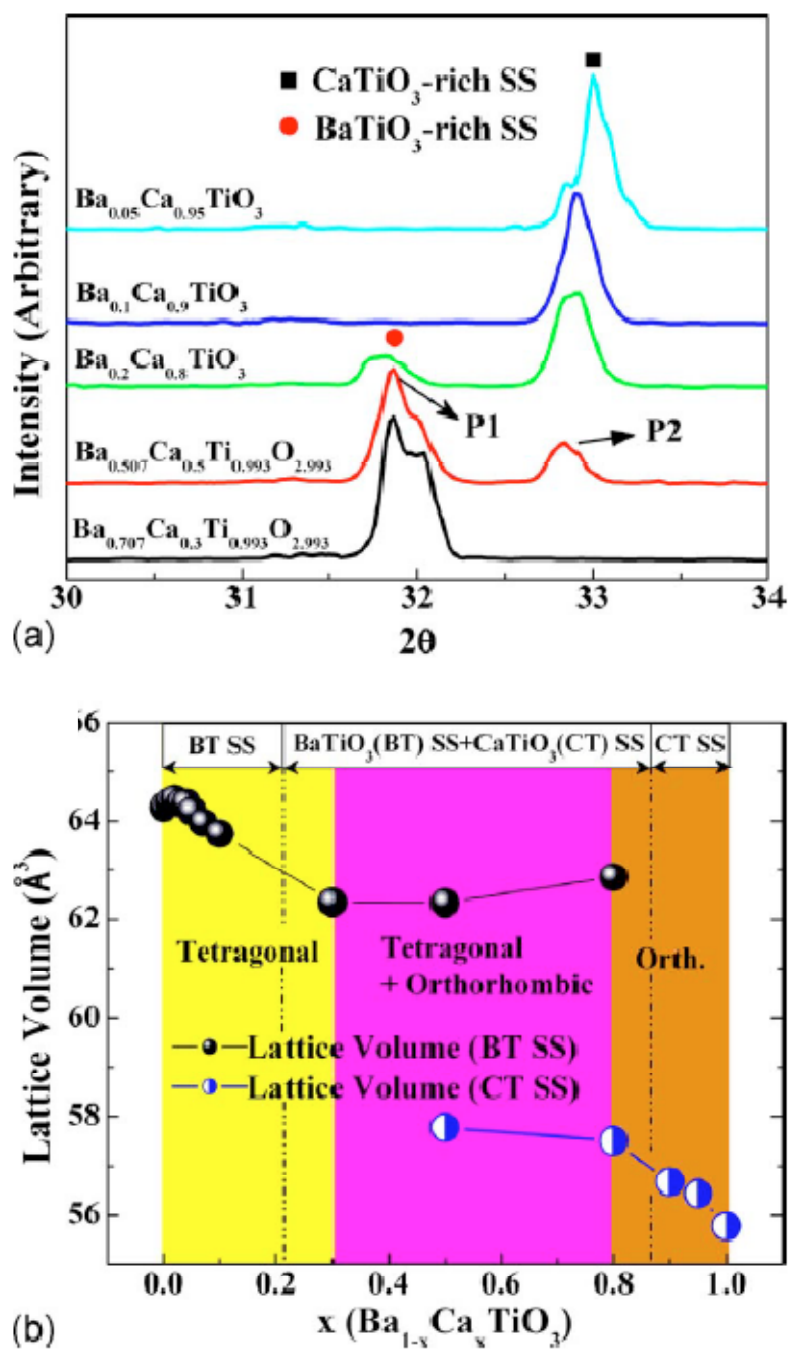 ■ CaTiO₃-rich SS
● BaTiO₃-rich SS
Ba₀.₀₅Ca₀.₉₅TiO₃
Ba₀.₁Ca₀.₉TiO₃
Ba₀.₂Ca₀.₈TiO₃
P1
P2
Ba₀.₅₀₇Ca₀.₅Ti₀.₉₉₃O₂.₉₉₃
Ba₀.₇₀₇Ca₀.₃Ti₀.₉₉₃O₂.₉₉₃
Intensity (Arbitrary)
30 31 32 33 34
2θ
(a)
BT SS BaTiO₃(BT) SS+CaTiO₃(CT) SS CT SS
66
64
62
60
58
56
Lattice Volume (Å³)
Tetragonal
Tetragonal
+ Orthorhombic
Orth.
Lattice Volume (BT SS)
Lattice Volume (CT SS)
0.0 0.2 0.4 0.6 0.8 1.0
x (Ba₁₋ₓCaₓTiO₃)
(b)